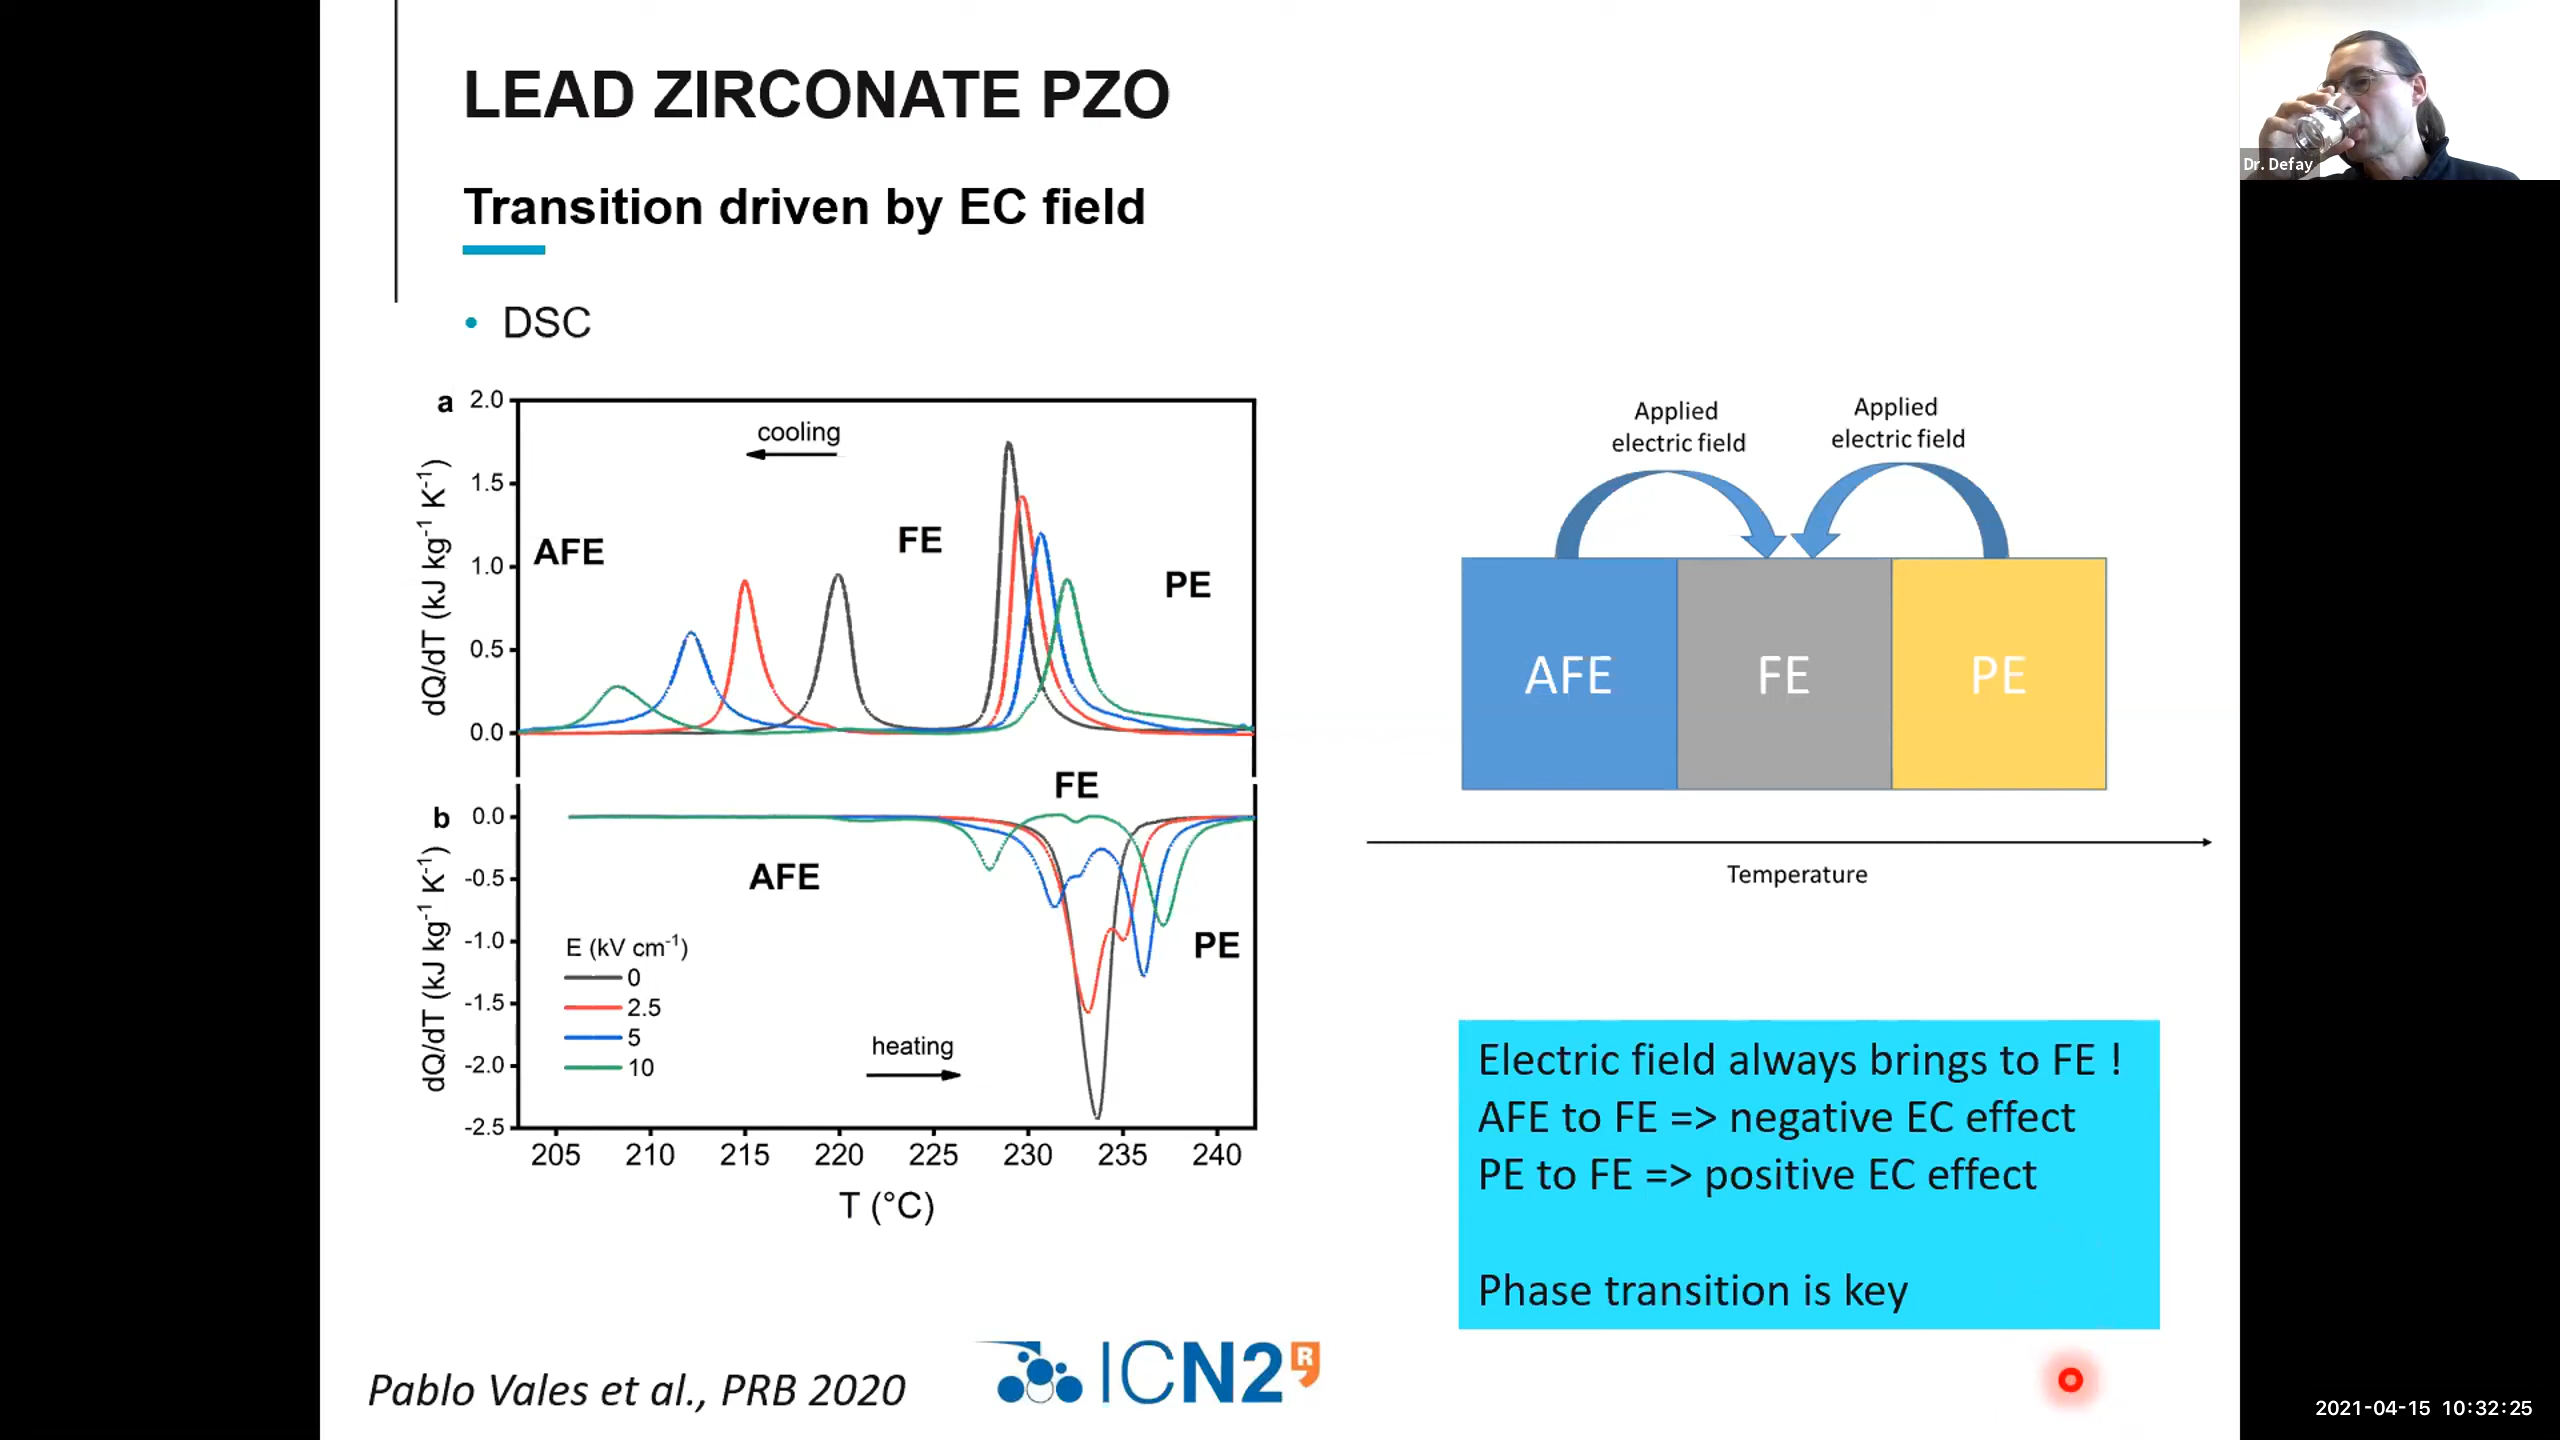 LEAD ZIRCONATE PZO
Transition driven by EC field
• DSC
a
2.0
1.5
1.0
0.5
0.0
dQ/dT (kJ kg⁻¹ K⁻¹)
cooling
AFE
FE
PE
b
0.0
-0.5
-1.0
-1.5
-2.0
-2.5
dQ/dT (kJ kg⁻¹ K⁻¹)
FE
AFE
PE
E (kV cm⁻¹)
0
2.5
5
10
heating
205 210 215 220 225 230 235 240
T (°C)
Applied
electric field
Applied
electric field
AFE FE PE
Temperature
Electric field always brings to FE !
AFE to FE => negative EC effect
PE to FE => positive EC effect
Phase transition is key
Pablo Vales et al., PRB 2020
ICN2 R
Dr. Defay
2021-04-15 10:32:25